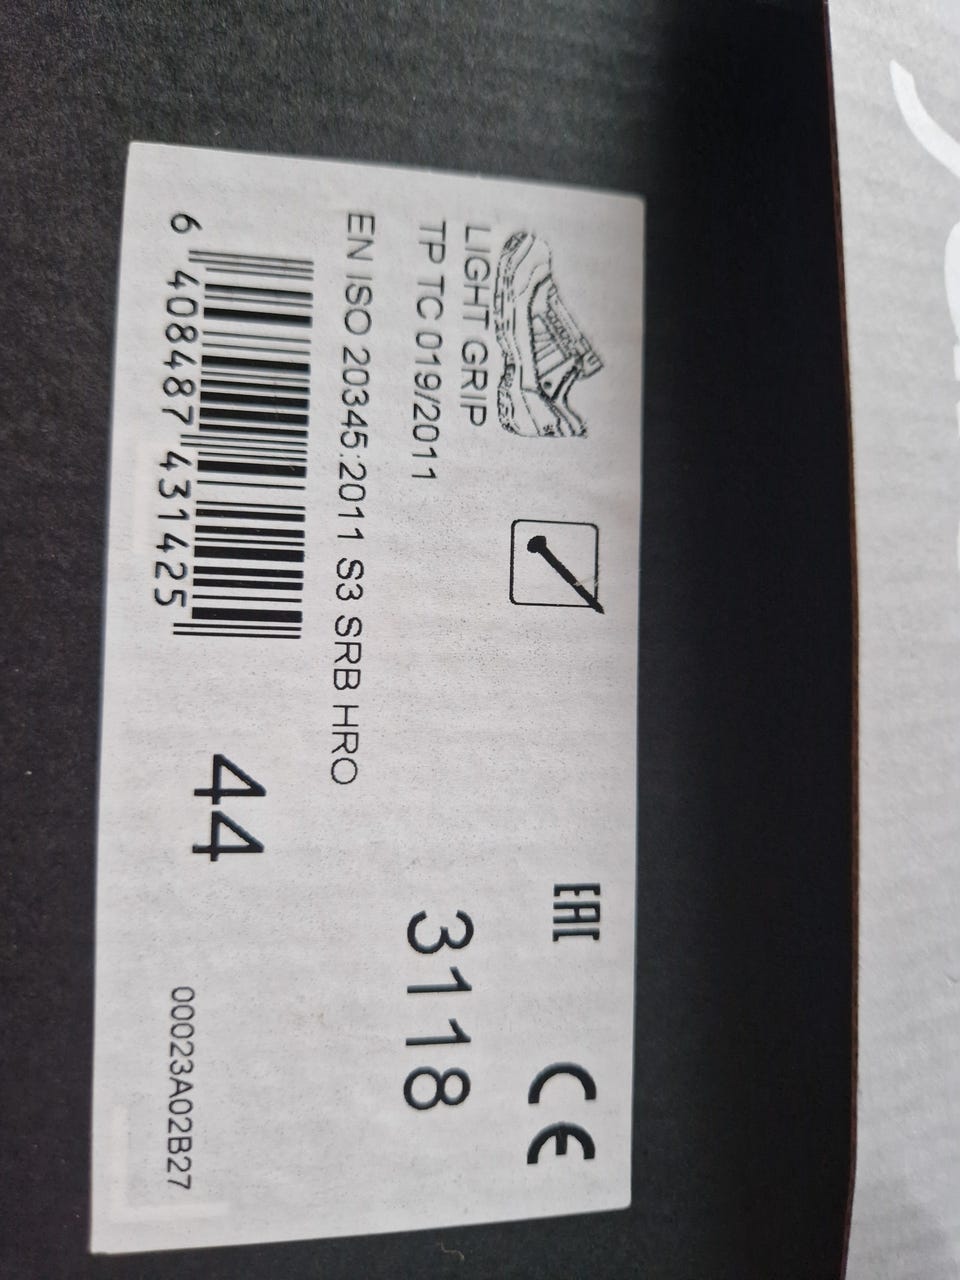 EAC
CE
LIGHT GRIP
TP TC 019/2011
3118
EN ISO 20345:2011 S3 SRB HRO
44
6 408487 431425
00023A02B27